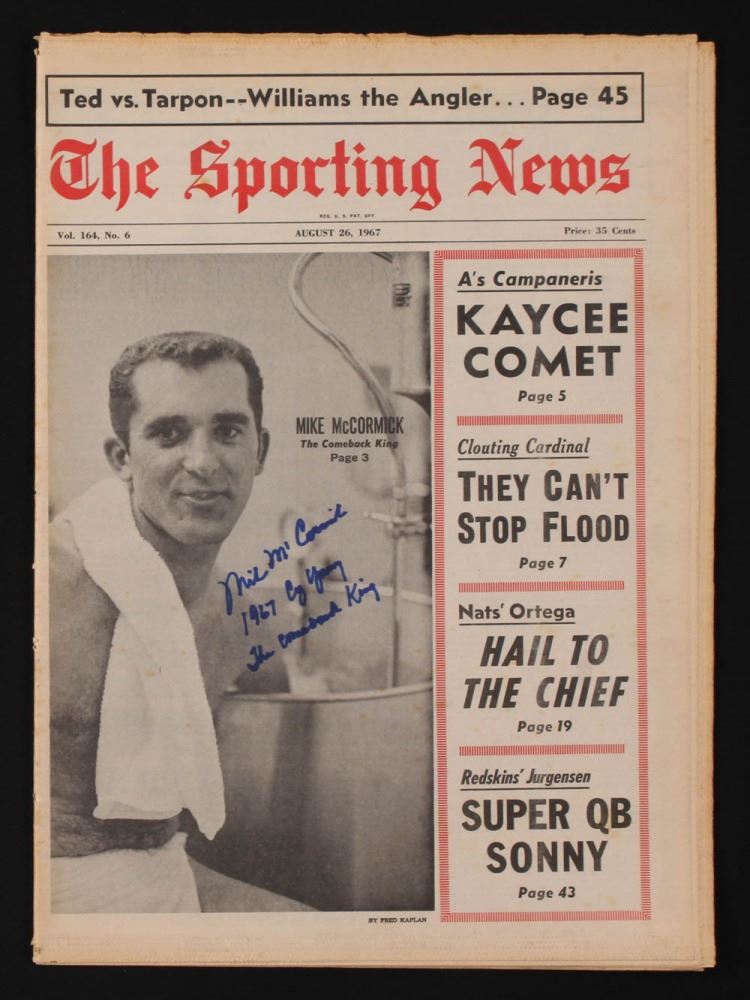 Ted vs. Tarpon--Williams the Angler... Page 45
The Sporting News
REG. U. S. PAT. OFF.
Vol. 164, No. 6
AUGUST 26, 1967
Price: 35 Cents
MIKE McCORMICK
The Comeback King
Page 3
Mike McCormick
1967 Cy Young
The comeback King
BY FRED KAPLAN
A's Campaneris
KAYCEE
COMET
Page 5
Clouting Cardinal
THEY CAN'T
STOP FLOOD
Page 7
Nats' Ortega
HAIL TO
THE CHIEF
Page 19
Redskins' Jurgensen
SUPER QB
SONNY
Page 43